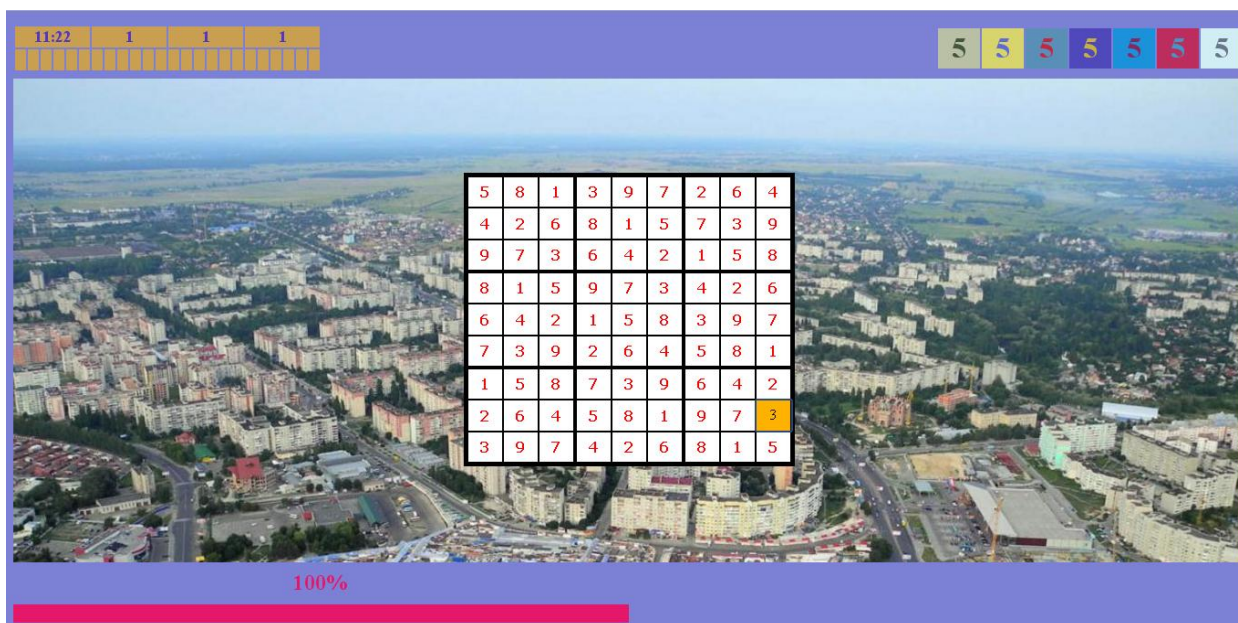 11:22 1 1 1
5 5 5 5 5 5 5
5 8 1 3 9 7 2 6 4
4 2 6 8 1 5 7 3 9
9 7 3 6 4 2 1 5 8
8 1 5 9 7 3 4 2 6
6 4 2 1 5 8 3 9 7
7 3 9 2 6 4 5 8 1
1 5 8 7 3 9 6 4 2
2 6 4 5 8 1 9 7 3
3 9 7 4 2 6 8 1 5
100%